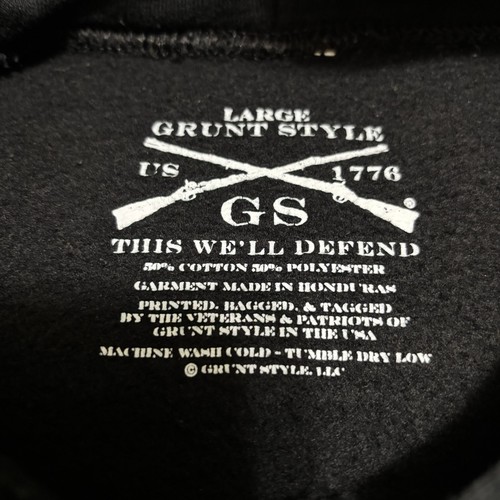 LARGE
GRUNT STYLE
US 1776
GS ®
THIS WE'LL DEFEND
50% COTTON 50% POLYESTER
GARMENT MADE IN HONDURAS
PRINTED, BAGGED, & TAGGED
BY THE VETERANS & PATRIOTS OF
GRUNT STYLE IN THE USA
MACHINE WASH COLD - TUMBLE DRY LOW
© GRUNT STYLE, LLC